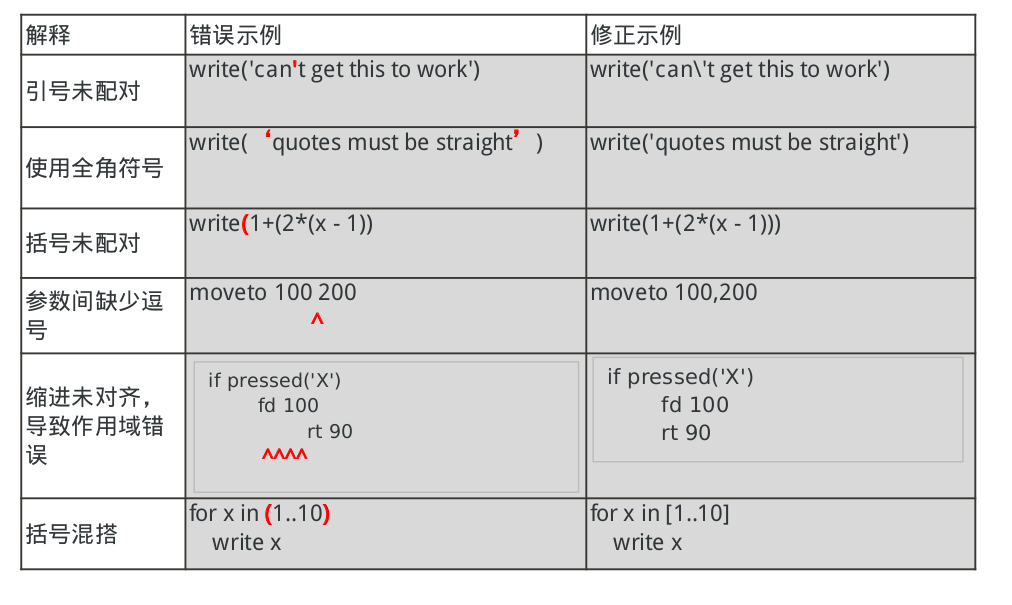 解释 错误示例 修正示例
引号未配对 write('can't get this to work') write('can\'t get this to work')
使用全角符号 write( ‘quotes must be straight’ ) write('quotes must be straight')
括号未配对 write(1+(2*(x - 1)) write(1+(2*(x - 1)))
参数间缺少逗
号
moveto 100 200
^
moveto 100,200
缩进未对齐，
导致作用域错
误
if pressed('X')
fd 100
rt 90
^^^^
if pressed('X')
fd 100
rt 90
括号混搭
for x in (1..10)
write x
for x in [1..10]
write x